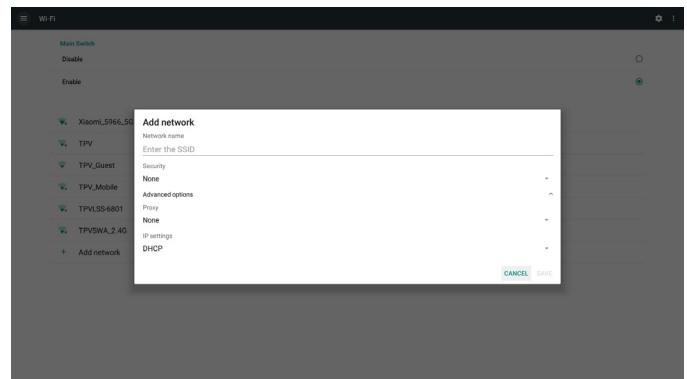 Wi-Fi
Main Switch
Disable
Enable
Xiaomi_5966_5G
TPV
TPV_Guest
TPV_Mobile
TPVLSS-6801
TPVSWA_2.4G
+ Add network
Add network
Network name
Enter the SSID
Security
None
Advanced options
Proxy
None
IP settings
DHCP
CANCEL SAVE